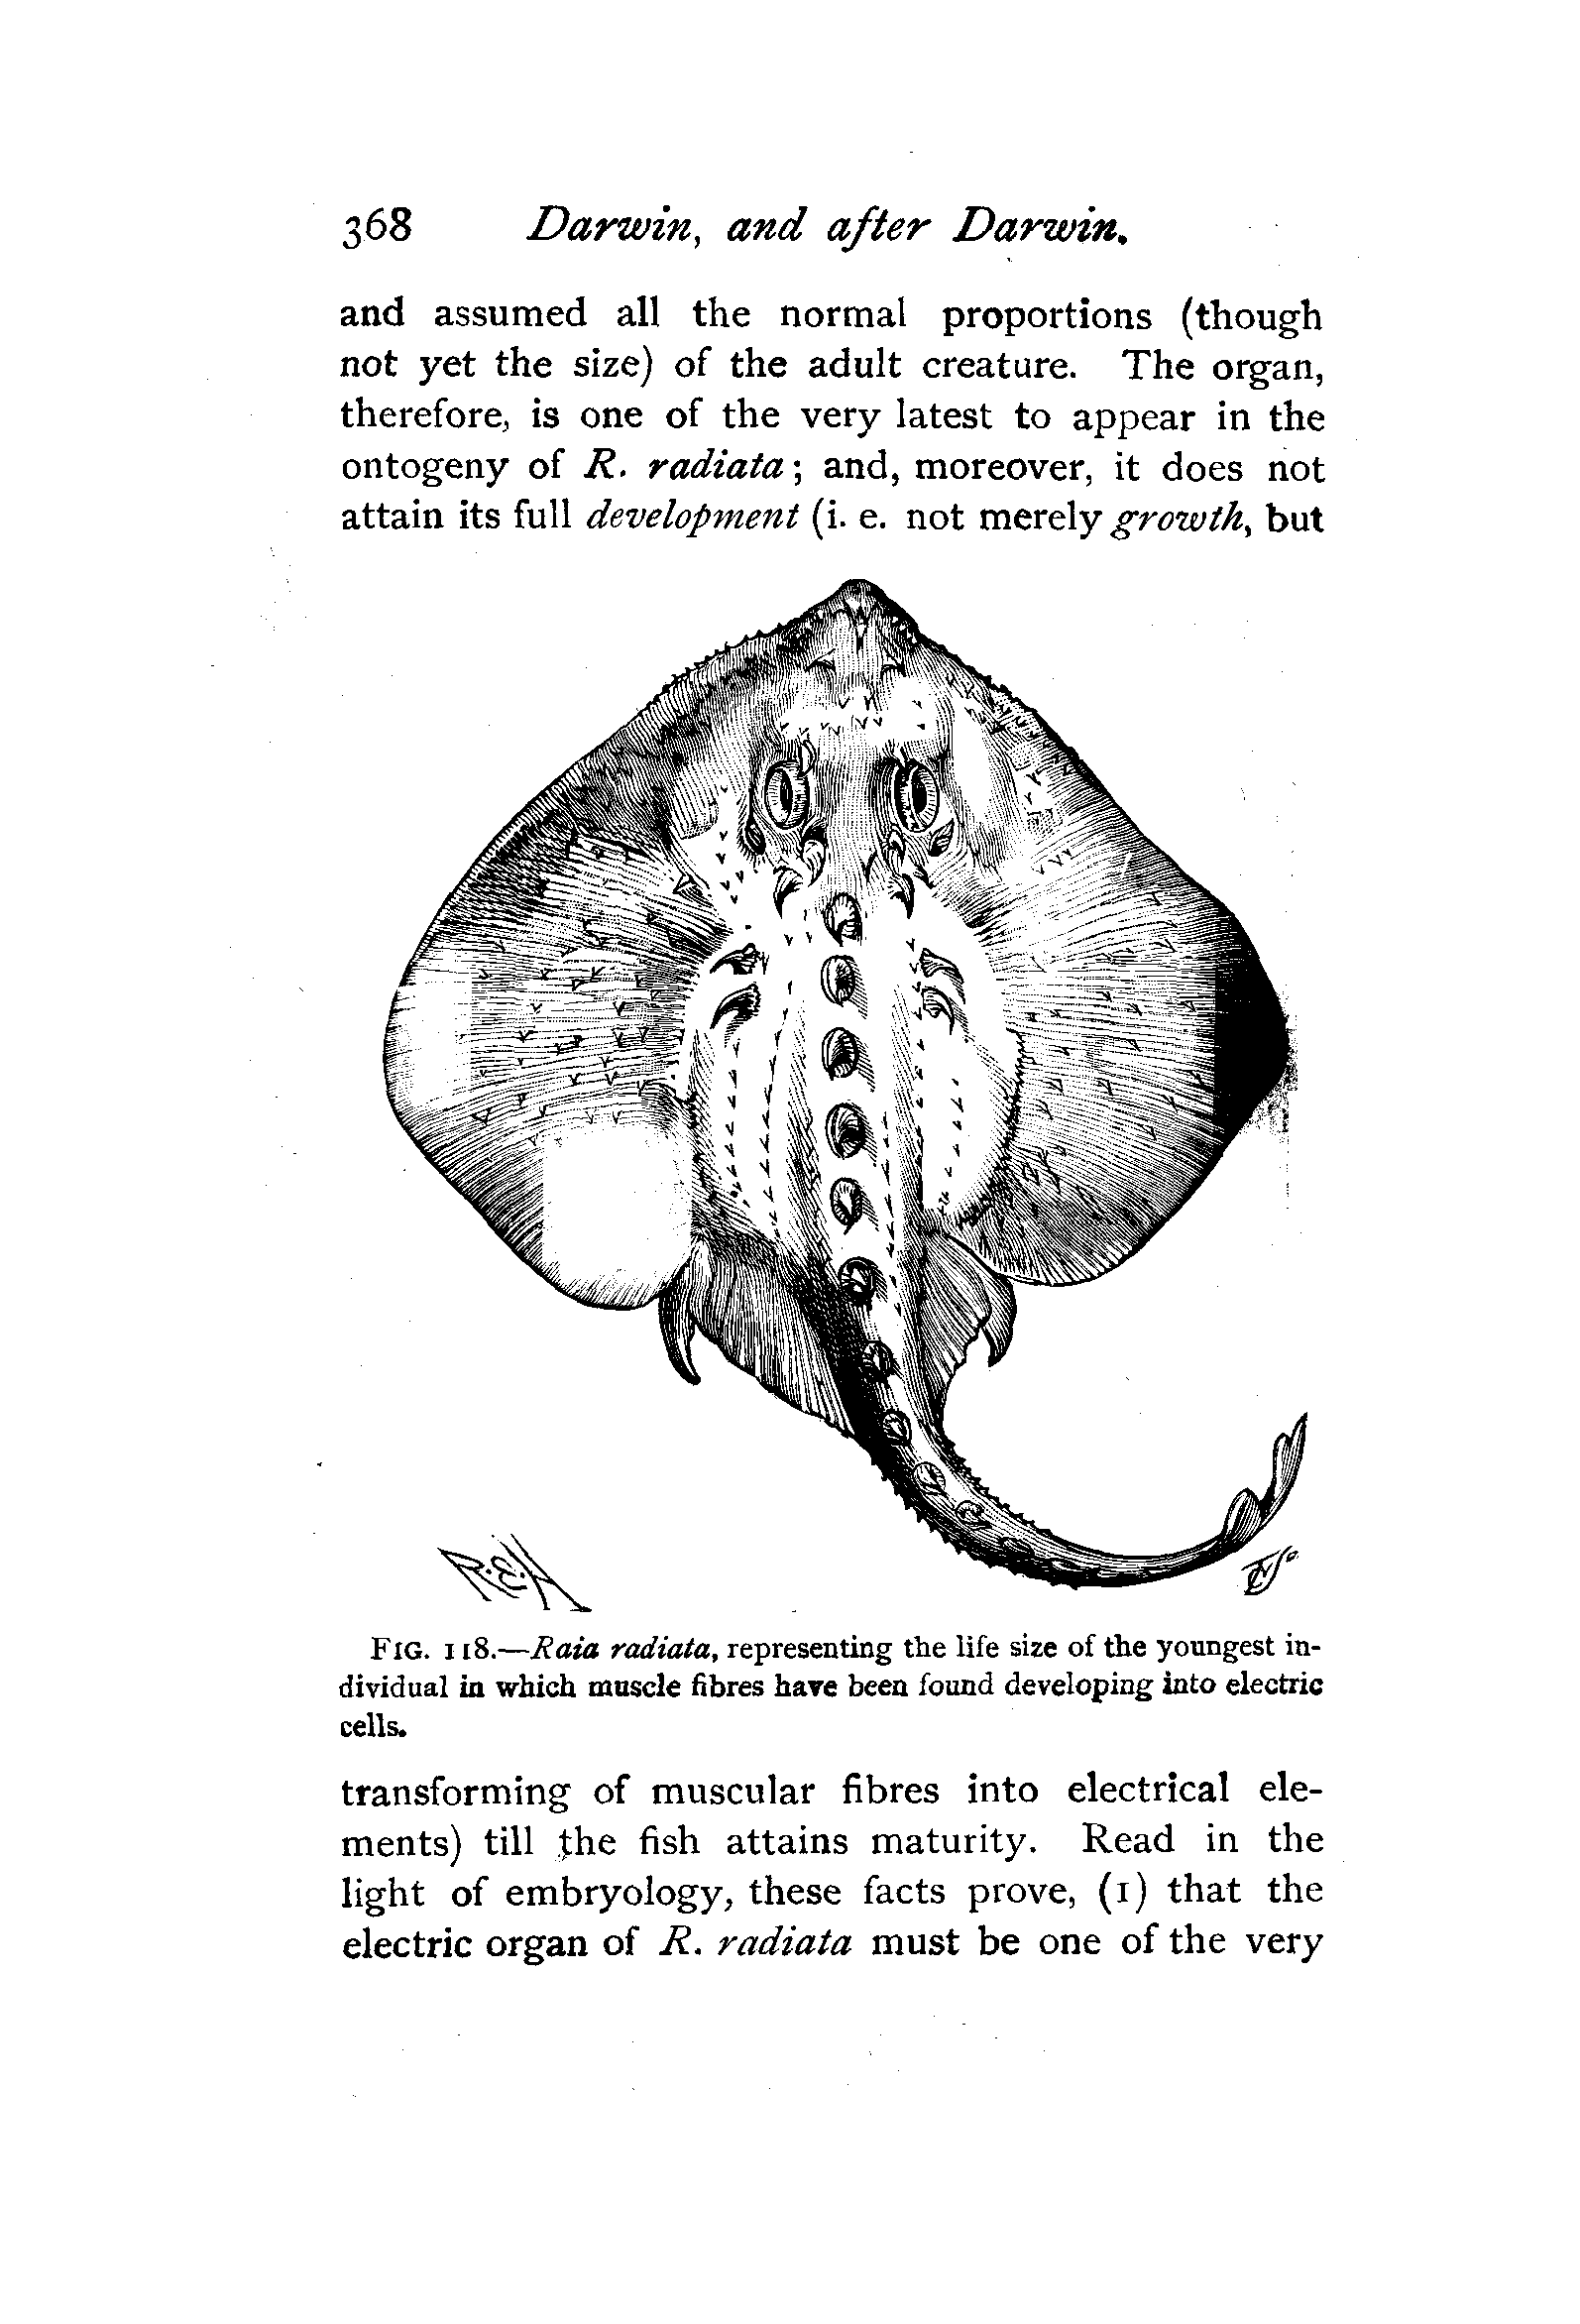 368 Darwin, and after Darwin.
and assumed all the normal proportions (though
not yet the size) of the adult creature. The organ,
therefore, is one of the very latest to appear in the
ontogeny of R. radiata; and, moreover, it does not
attain its full development (i. e. not merely growth, but
R.E.H
FIG. 118.—Raia radiata, representing the life size of the youngest in-
dividual in which muscle fibres have been found developing into electric
cells.
transforming of muscular fibres into electrical ele-
ments) till the fish attains maturity. Read in the
light of embryology, these facts prove, (1) that the
electric organ of R. radiata must be one of the very